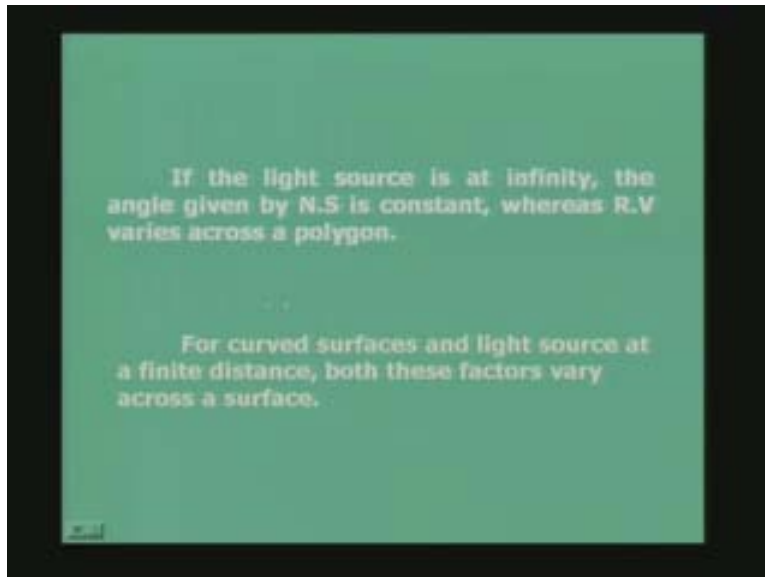 If the light source is at infinity, the
angle given by N.S is constant, whereas R.V
varies across a polygon.
For curved surfaces and light source at
a finite distance, both these factors vary
across a surface.